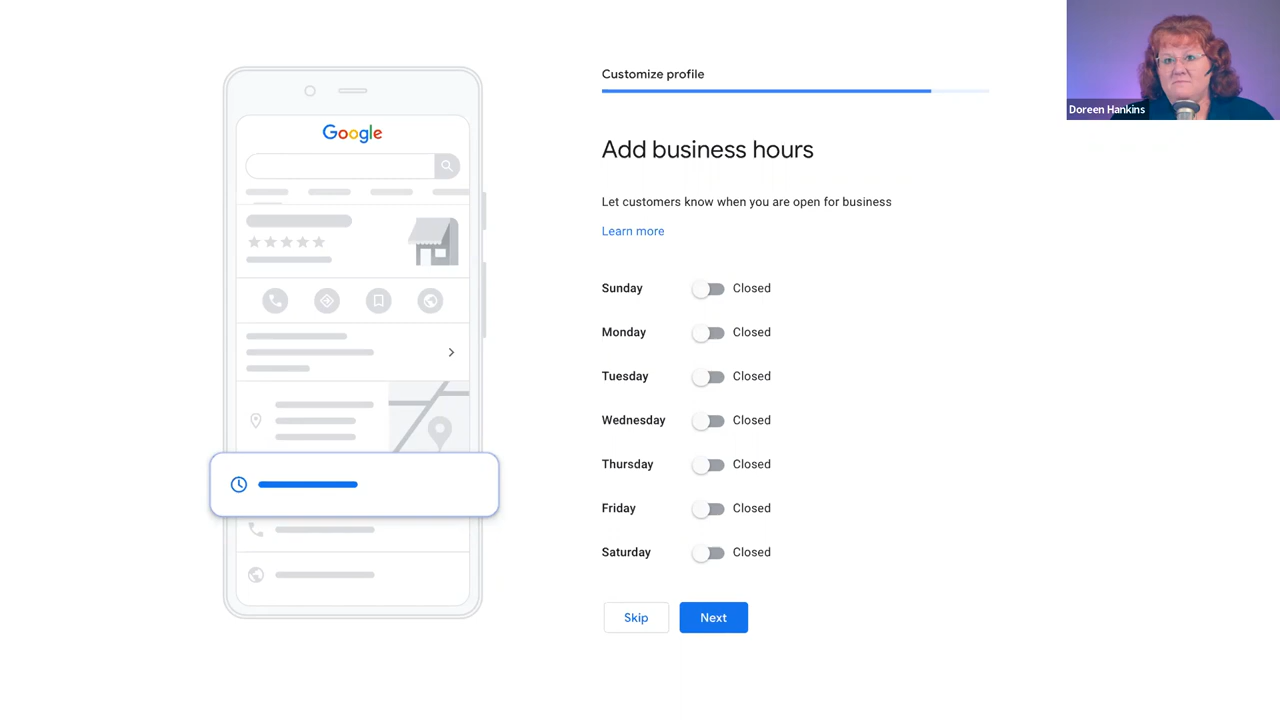 Google
Customize profile
Add business hours
Let customers know when you are open for business
Learn more
Sunday Closed
Monday Closed
Tuesday Closed
Wednesday Closed
Thursday Closed
Friday Closed
Saturday Closed
Skip Next
Doreen Hankins